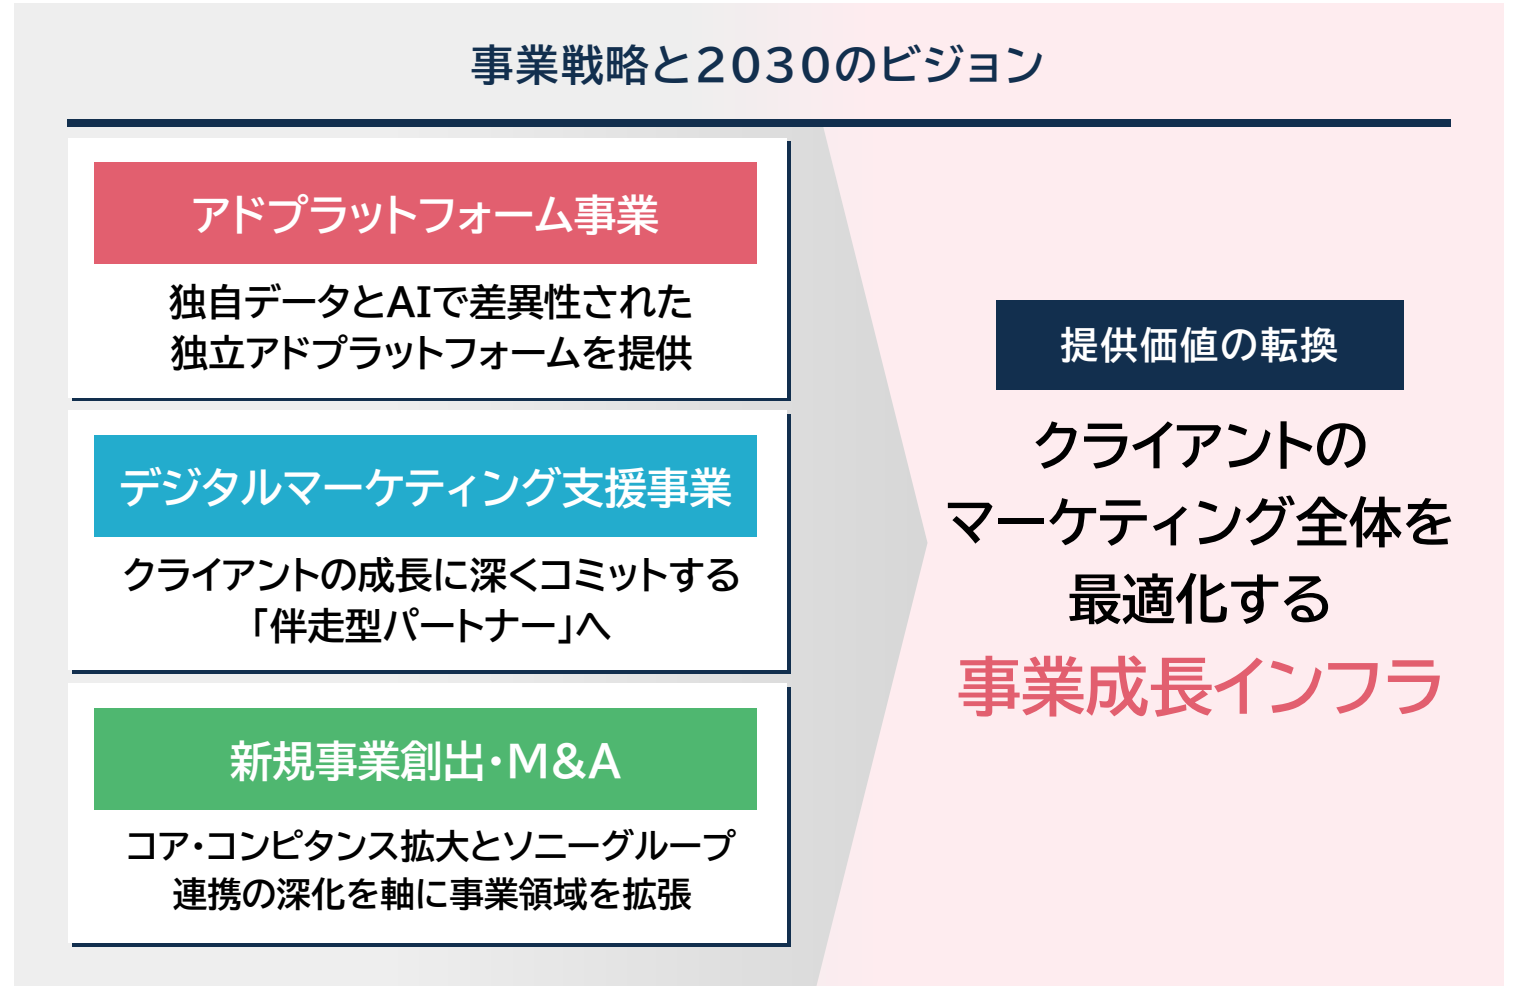 事業戦略と2030のビジョン
アドプラットフォーム事業
独自データとAIで差異性された
独立アドプラットフォームを提供
デジタルマーケティング支援事業
クライアントの成長に深くコミットする
「伴走型パートナー」へ
新規事業創出・M&A
コア・コンピタンス拡大とソニーグループ
連携の深化を軸に事業領域を拡張
提供価値の転換
クライアントの
マーケティング全体を
最適化する
事業成長インフラ